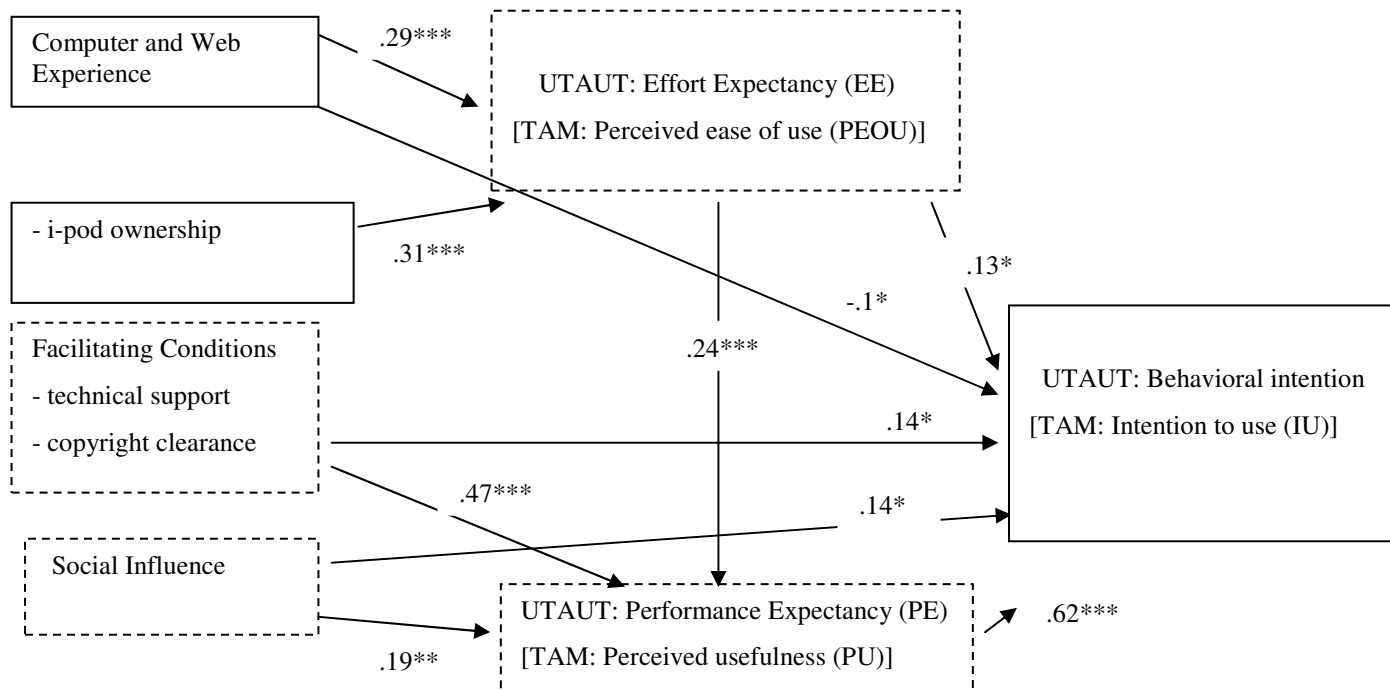 Computer and Web
Experience
.29***
UTAUT: Effort Expectancy (EE)
[TAM: Perceived ease of use (PEOU)]
- i-pod ownership
.31***
.13*
-.1*
Facilitating Conditions
- technical support
- copyright clearance
.24***
UTAUT: Behavioral intention
[TAM: Intention to use (IU)]
.14*
.47***
.14*
Social Influence
UTAUT: Performance Expectancy (PE)
[TAM: Perceived usefulness (PU)]
.62***
.19**